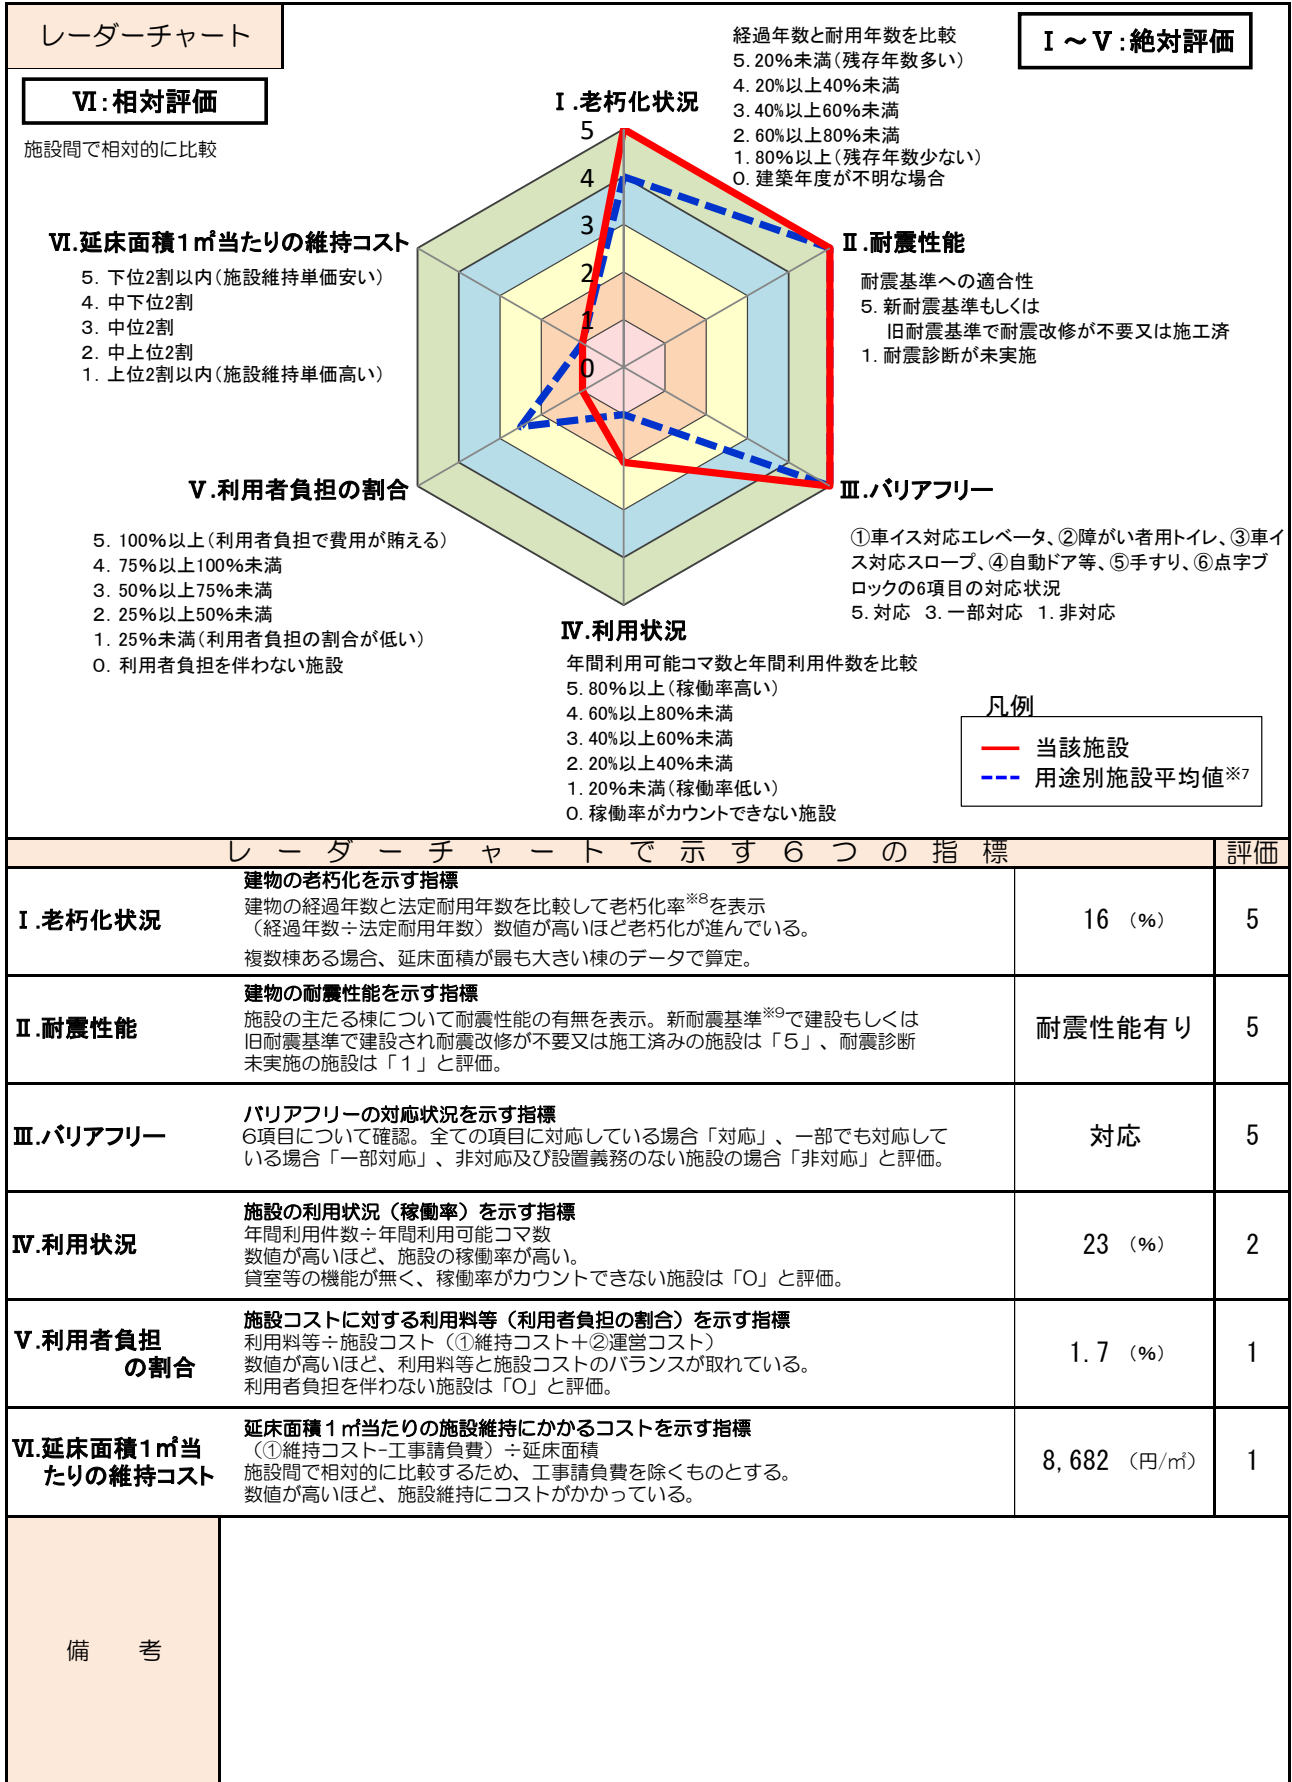 レーダーチャート
Ⅰ～Ⅴ:絶対評価
Ⅵ:相対評価
施設間で相対的に比較
Ⅰ.老朽化状況
経過年数と耐用年数を比較
5.20%未満(残存年数多い)
4.20%以上40%未満
3.40%以上60%未満
2.60%以上80%未満
1.80%以上(残存年数少ない)
0.建築年度が不明な場合
5
4
3
2
1
0
Ⅱ.耐震性能
耐震基準への適合性
5.新耐震基準もしくは
旧耐震基準で耐震改修が不要又は施工済
1.耐震診断が未実施
Ⅲ.バリアフリー
①車イス対応エレベータ、②障がい者用トイレ、③車イ
ス対応スロープ、④自動ドア等、⑤手すり、⑥点字ブ
ロックの6項目の対応状況
5.対応 3.一部対応 1.非対応
Ⅳ.利用状況
年間利用可能コマ数と年間利用件数を比較
5.80%以上(稼働率高い)
4.60%以上80%未満
3.40%以上60%未満
2.20%以上40%未満
1.20%未満(稼働率低い)
0.稼働率がカウントできない施設
Ⅴ.利用者負担の割合
5.100%以上(利用者負担で費用が賄える)
4.75%以上100%未満
3.50%以上75%未満
2.25%以上50%未満
1.25%未満(利用者負担の割合が低い)
0.利用者負担を伴わない施設
Ⅵ.延床面積1㎡当たりの維持コスト
5.下位2割以内(施設維持単価安い)
4.中下位2割
3.中位2割
2.中上位2割
1.上位2割以内(施設維持単価高い)
凡例
当該施設
用途別施設平均値※7
レーダーチャートで示す6つの指標
評価
Ⅰ.老朽化状況
建物の老朽化を示す指標
建物の経過年数と法定耐用年数を比較して老朽化率※8を表示
（経過年数÷法定耐用年数）数値が高いほど老朽化が進んでいる。
複数棟ある場合、延床面積が最も大きい棟のデータで算定。
16 （%）
5
Ⅱ.耐震性能
建物の耐震性能を示す指標
施設の主たる棟について耐震性能の有無を表示。新耐震基準※9で建設もしくは
旧耐震基準で建設され耐震改修が不要又は施工済みの施設は「5」、耐震診断
未実施の施設は「1」と評価。
耐震性能有り
5
Ⅲ.バリアフリー
バリアフリーの対応状況を示す指標
6項目について確認。全ての項目に対応している場合「対応」、一部でも対応して
いる場合「一部対応」、非対応及び設置義務のない施設の場合「非対応」と評価。
対応
5
Ⅳ.利用状況
施設の利用状況（稼働率）を示す指標
年間利用件数÷年間利用可能コマ数
数値が高いほど、施設の稼働率が高い。
貸室等の機能が無く、稼働率がカウントできない施設は「0」と評価。
23 （%）
2
Ⅴ.利用者負担
の割合
施設コストに対する利用料等（利用者負担の割合）を示す指標
利用料等÷施設コスト（①維持コスト＋②運営コスト）
数値が高いほど、利用料等と施設コストのバランスが取れている。
利用者負担を伴わない施設は「0」と評価。
1.7 （%）
1
Ⅵ.延床面積1㎡当
たりの維持コスト
延床面積1㎡当たりの施設維持にかかるコストを示す指標
（①維持コスト-工事請負費）÷延床面積
施設間で相対的に比較するため、工事請負費を除くものとする。
数値が高いほど、施設維持にコストがかかっている。
8,682 （円/㎡）
1
備 考